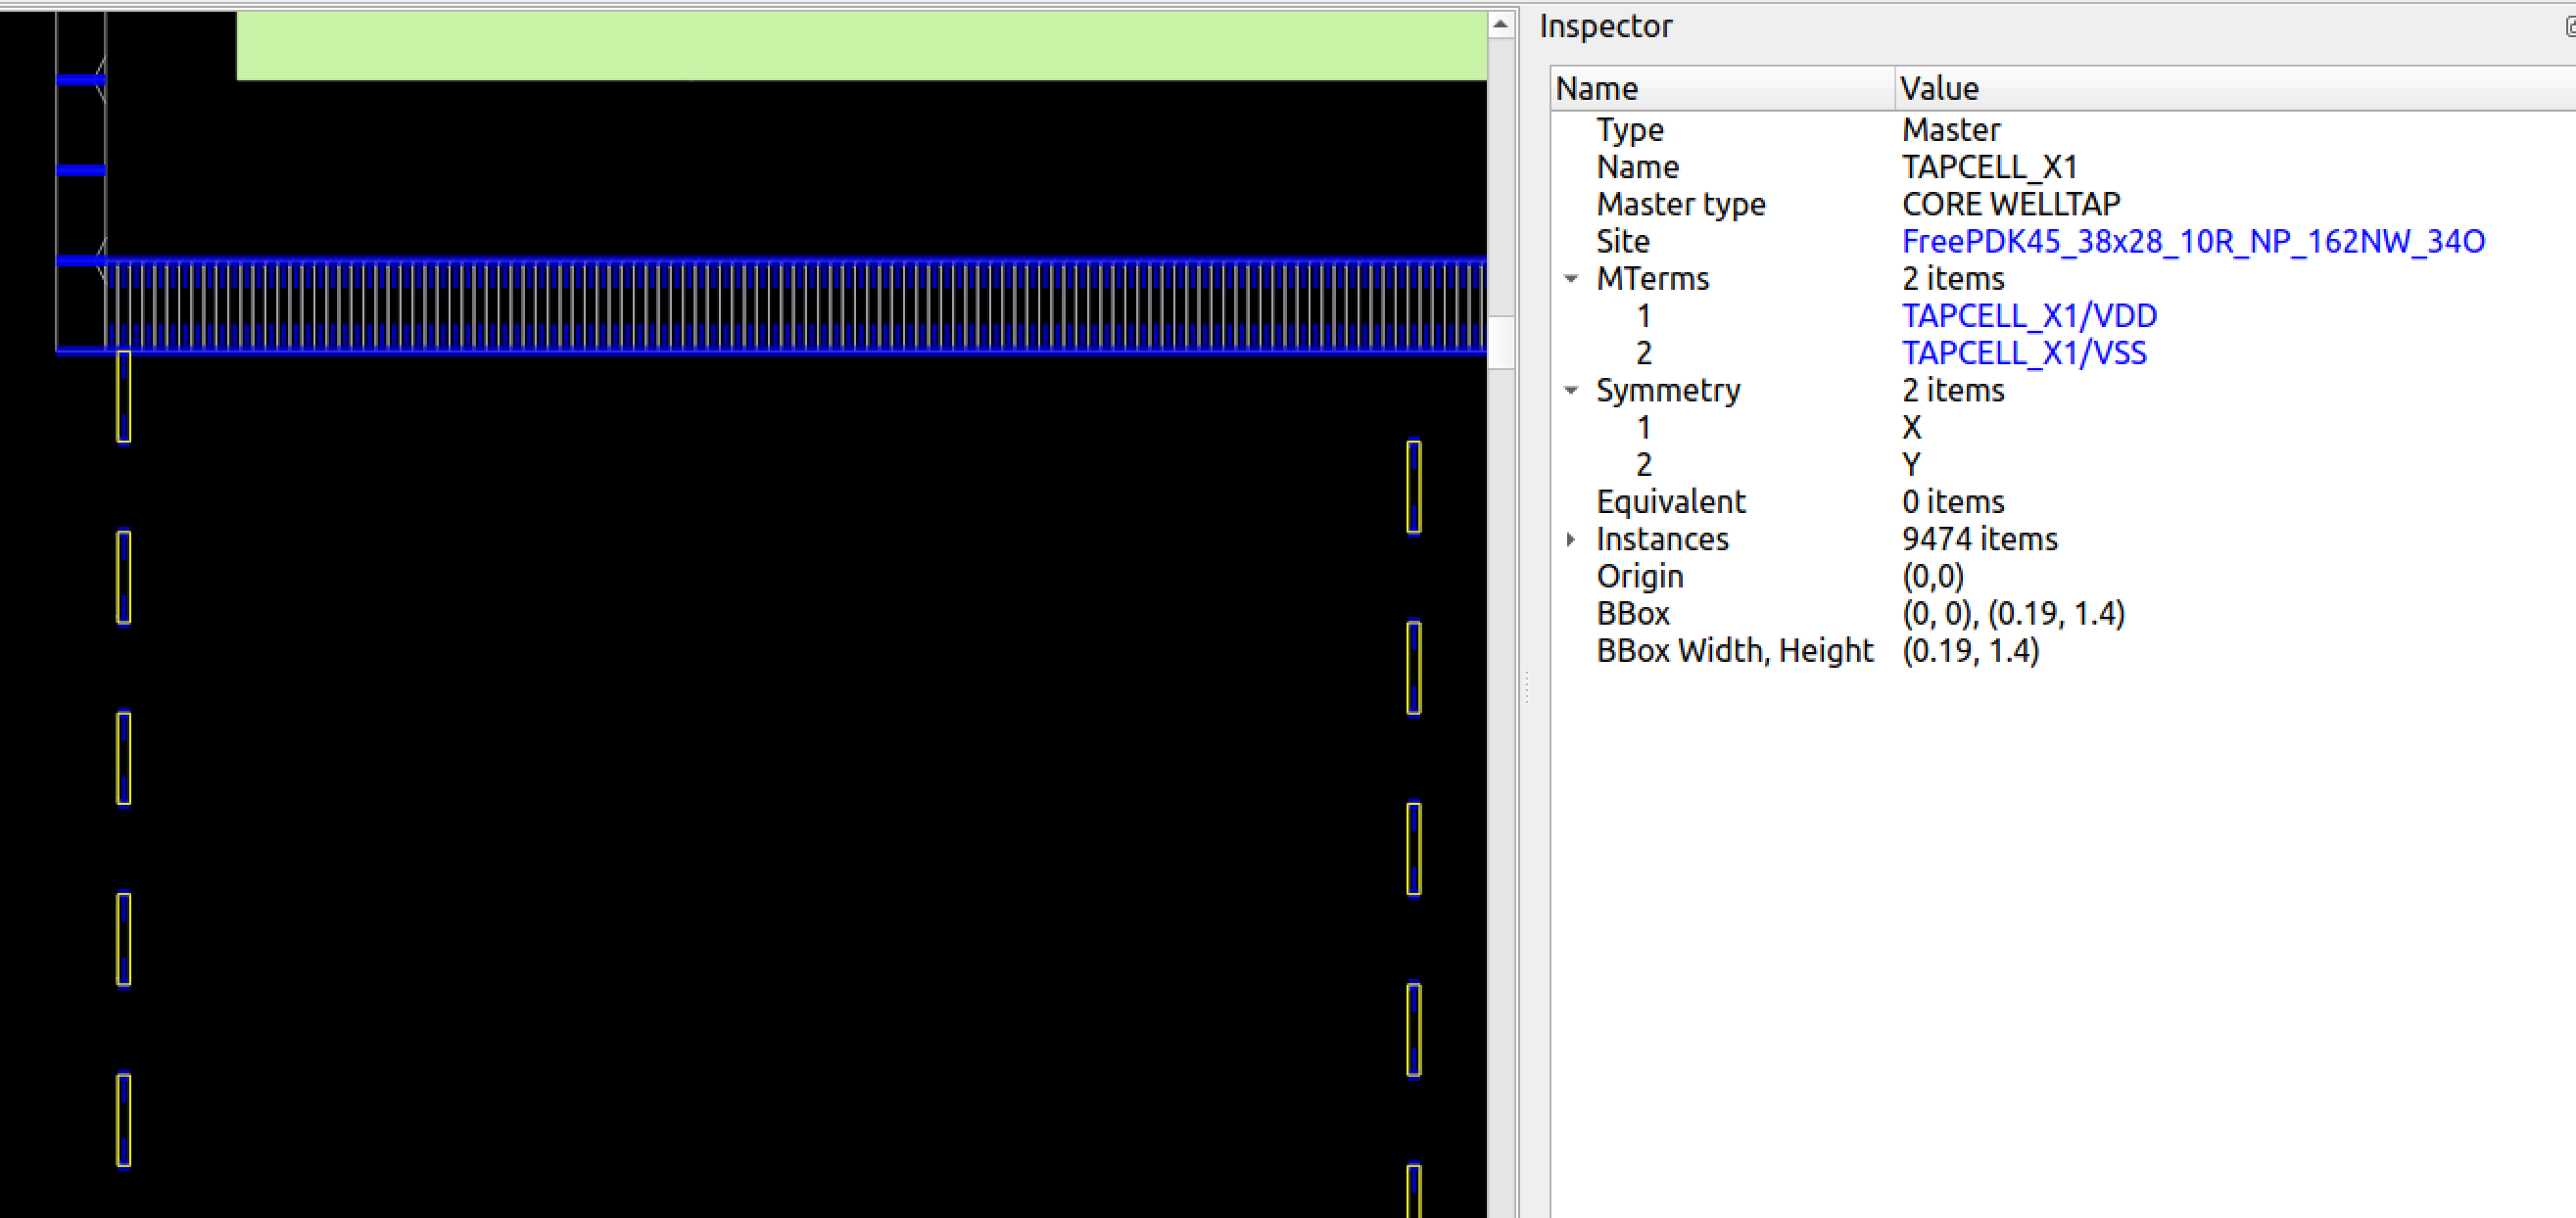 Inspector
Name Value
Type Master
Name TAPCELL_X1
Master type CORE WELLTAP
Site FreePDK45_38x28_10R_NP_162NW_34O
MTerms 2 items
1 TAPCELL_X1/VDD
2 TAPCELL_X1/VSS
Symmetry 2 items
1 X
2 Y
Equivalent 0 items
Instances 9474 items
Origin (0,0)
BBox (0, 0), (0.19, 1.4)
BBox Width, Height (0.19, 1.4)